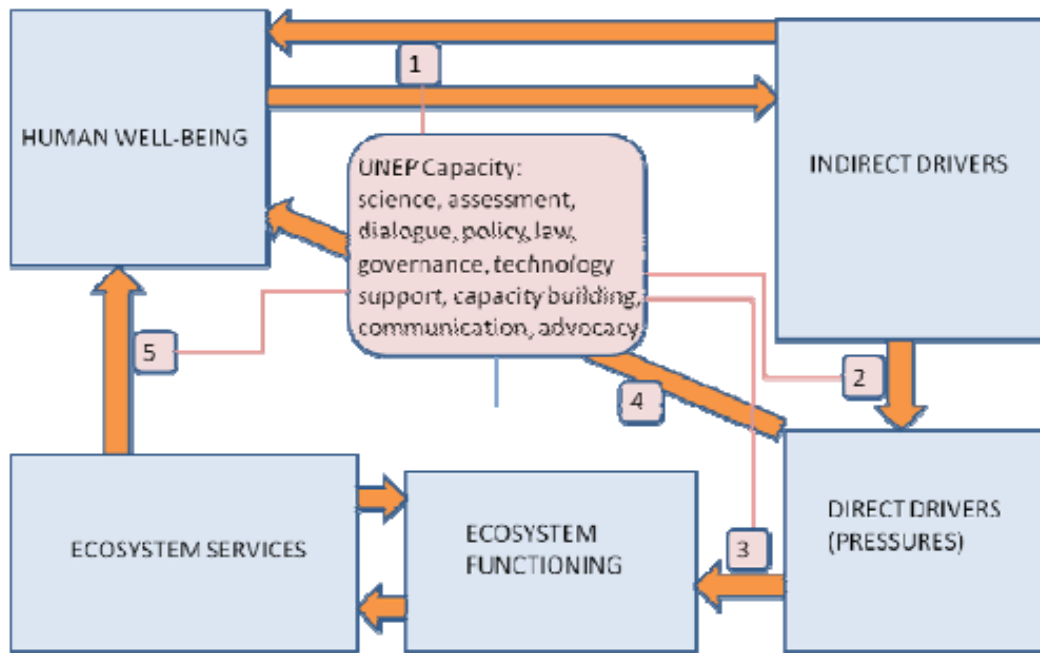 1
HUMAN WELL-BEING
INDIRECT DRIVERS
UNEP Capacity:
science, assessment,
dialogue, policy, law,
governance, technology
support, capacity building,
communication, advocacy
5
2
4
3
ECOSYSTEM SERVICES
ECOSYSTEM
FUNCTIONING
DIRECT DRIVERS
(PRESSURES)